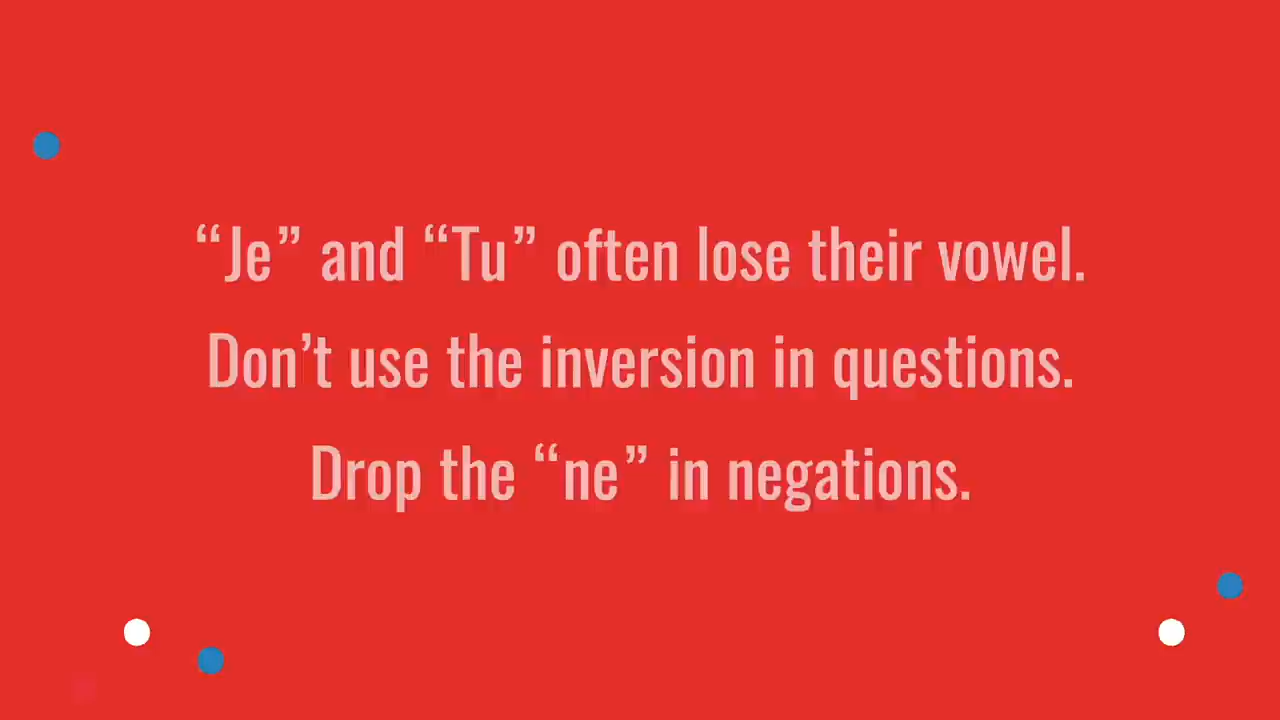 “Je” and “Tu” often lose their vowel.
Don’t use the inversion in questions.
Drop the “ne” in negations.